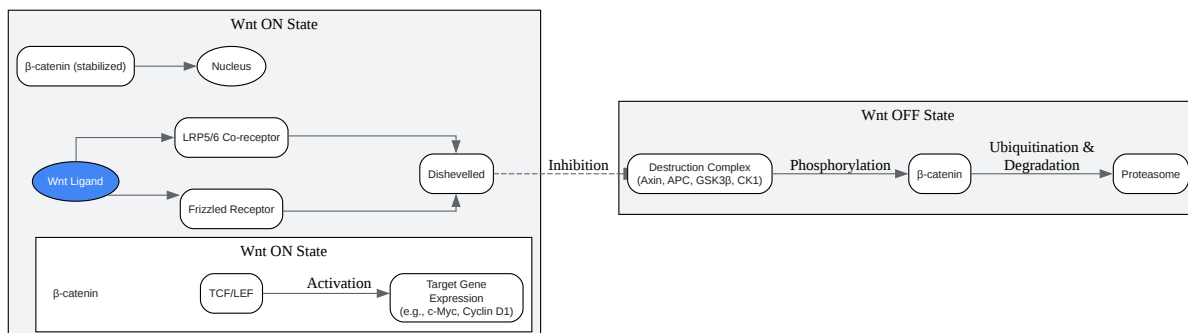 Wnt ON State
β-catenin (stabilized)
Nucleus
LRP5/6 Co-receptor
Wnt Ligand
Frizzled Receptor
Dishevelled
Inhibition
Wnt ON State
β-catenin
TCF/LEF
Activation
Target Gene
Expression
(e.g., c-Myc, Cyclin D1)
Wnt OFF State
Destruction Complex
(Axin, APC, GSK3β, CK1)
Phosphorylation
β-catenin
Ubiquitination &
Degradation
Proteasome